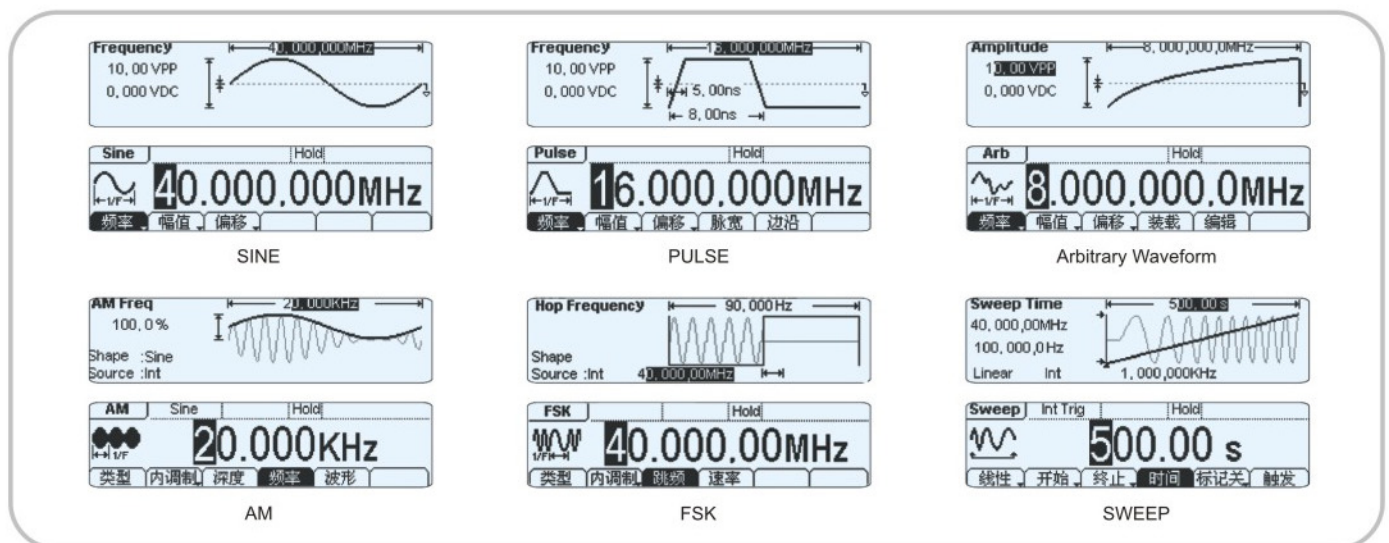 Frequency
40,000,000MHz
10,00 VPP
0,000 VDC
Sine Hold
1/F
40.000,000MHz
频率 幅值 偏移
SINE
Frequency
16,000,000MHz
10,00 VPP
0,000 VDC
5,00ns
8,00ns
Pulse Hold
1/F
16.000,000MHz
频率 幅值 偏移 脉宽 边沿
PULSE
Amplitude
8,000,000,0MHz
10,00 VPP
0,000 VDC
Arb Hold
1/F
8.000,000,0MHz
频率 幅值 偏移 装载 编辑
Arbitrary Waveform
AM Freq
20,000KHz
100,0%
Shape :Sine
Source :Int
AM Sine Hold
1/F
20.000KHz
类型 内调制 深度 频率 波形
AM
Hop Frequency
90,000Hz
Shape
Source :Int 40,000,00MHz
FSK Hold
1/F
40.000,00MHz
类型 内调制 跳频 速率
FSK
Sweep Time
500,00 s
40,000,00MHz
100,000,0Hz
Linear Int 1,000,000KHz
Sweep Int Trig Hold
500.00 s
线性 开始 终止 时间 标记关 触发
SWEEP